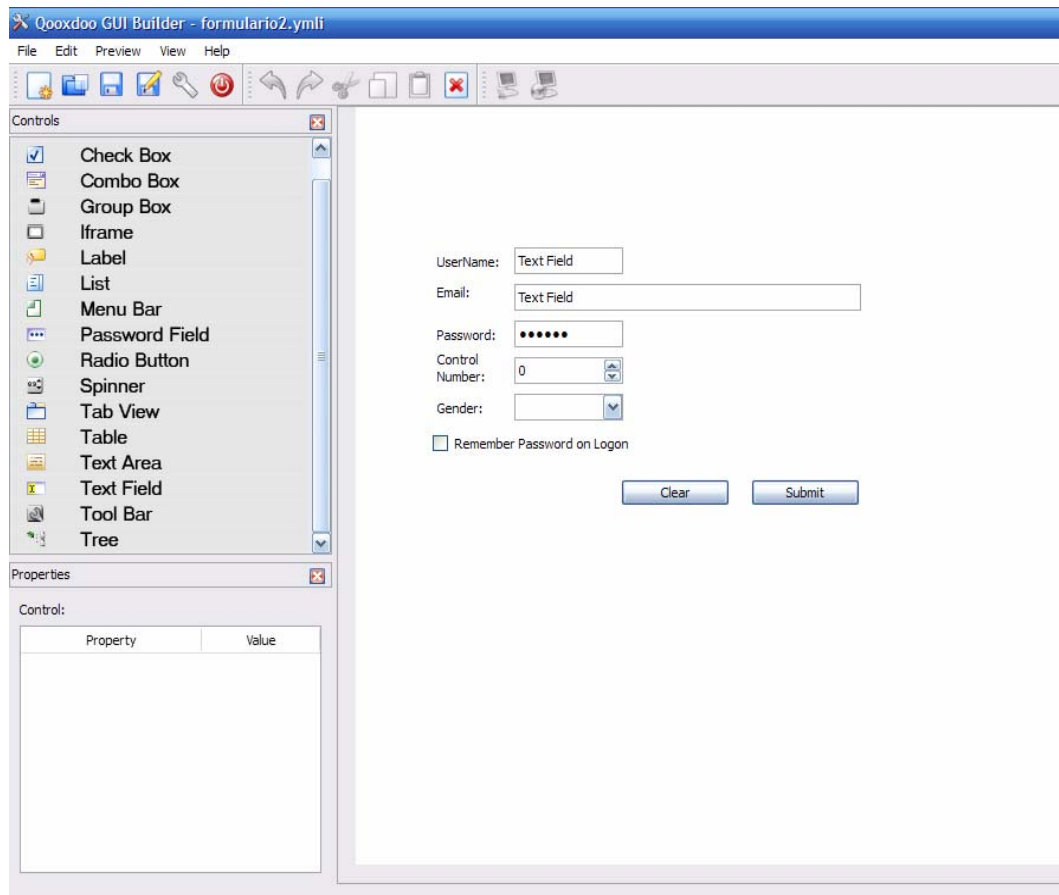 Qooxdoo GUI Builder - formulario2.ymli
File Edit Preview View Help
Controls
Check Box
Combo Box
Group Box
Iframe
Label
List
Menu Bar
Password Field
Radio Button
Spinner
Tab View
Table
Text Area
Text Field
Tool Bar
Tree
Properties
Control:
Property Value
UserName: Text Field
Email: Text Field
Password: ••••••
Control
Number: 0
Gender:
Remember Password on Logon
Clear Submit